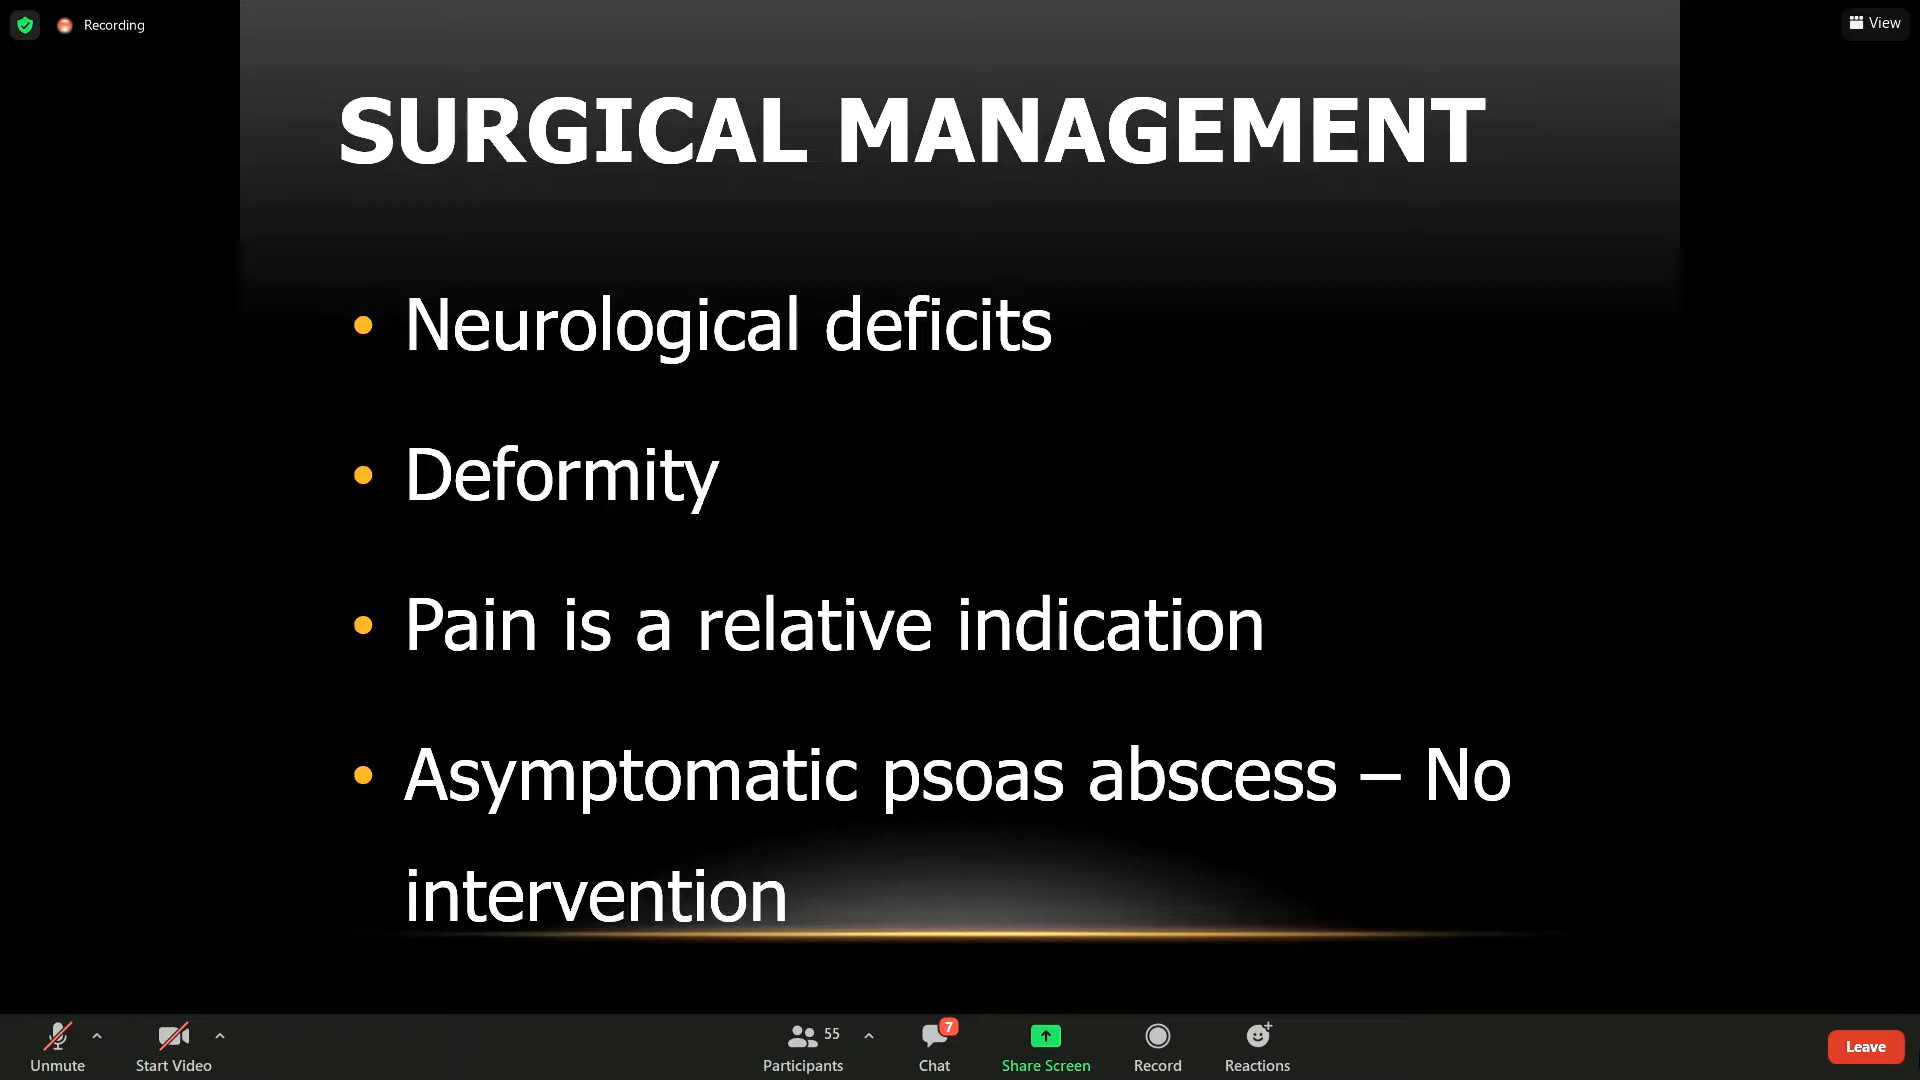 Recording
View
SURGICAL MANAGEMENT
• Neurological deficits
• Deformity
• Pain is a relative indication
• Asymptomatic psoas abscess – No
intervention
Unmute
Start Video
55
Participants
7
Chat
Share Screen
Record
Reactions
Leave